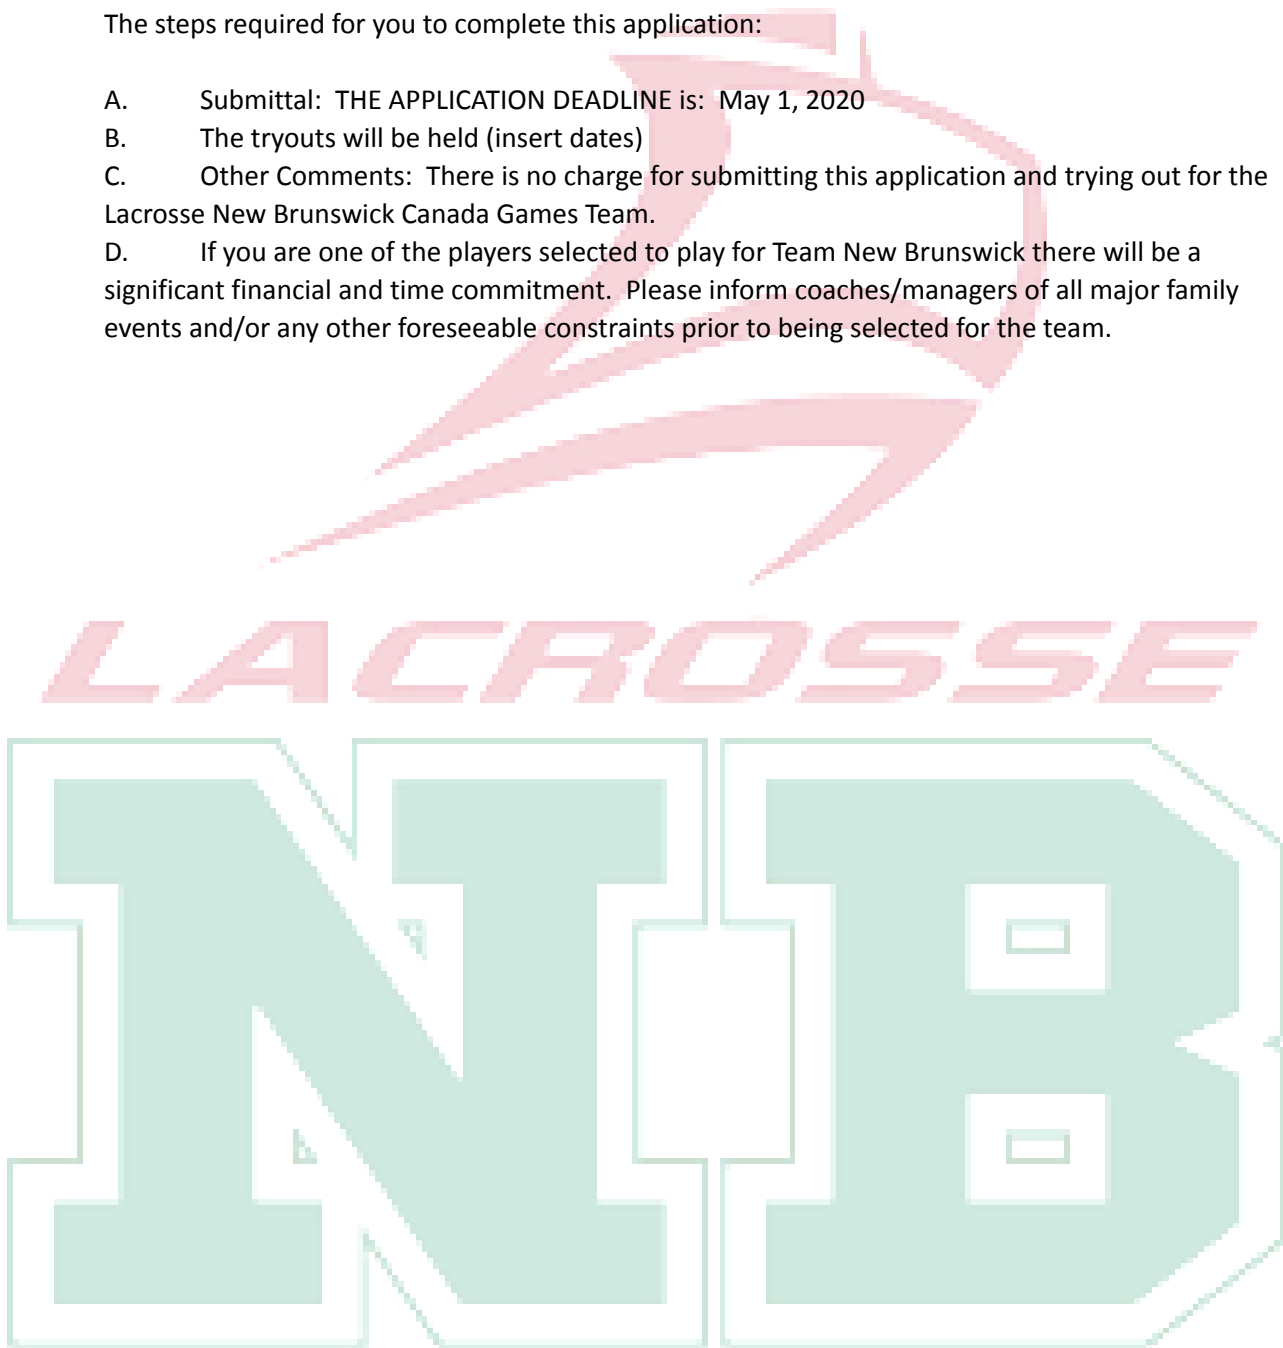 The steps required for you to complete this application:
A. Submittal: THE APPLICATION DEADLINE is: May 1, 2020
B. The tryouts will be held (insert dates)
C. Other Comments: There is no charge for submitting this application and trying out for the
Lacrosse New Brunswick Canada Games Team.
D. If you are one of the players selected to play for Team New Brunswick there will be a
significant financial and time commitment. Please inform coaches/managers of all major family
events and/or any other foreseeable constraints prior to being selected for the team.
LACROSSE
NB